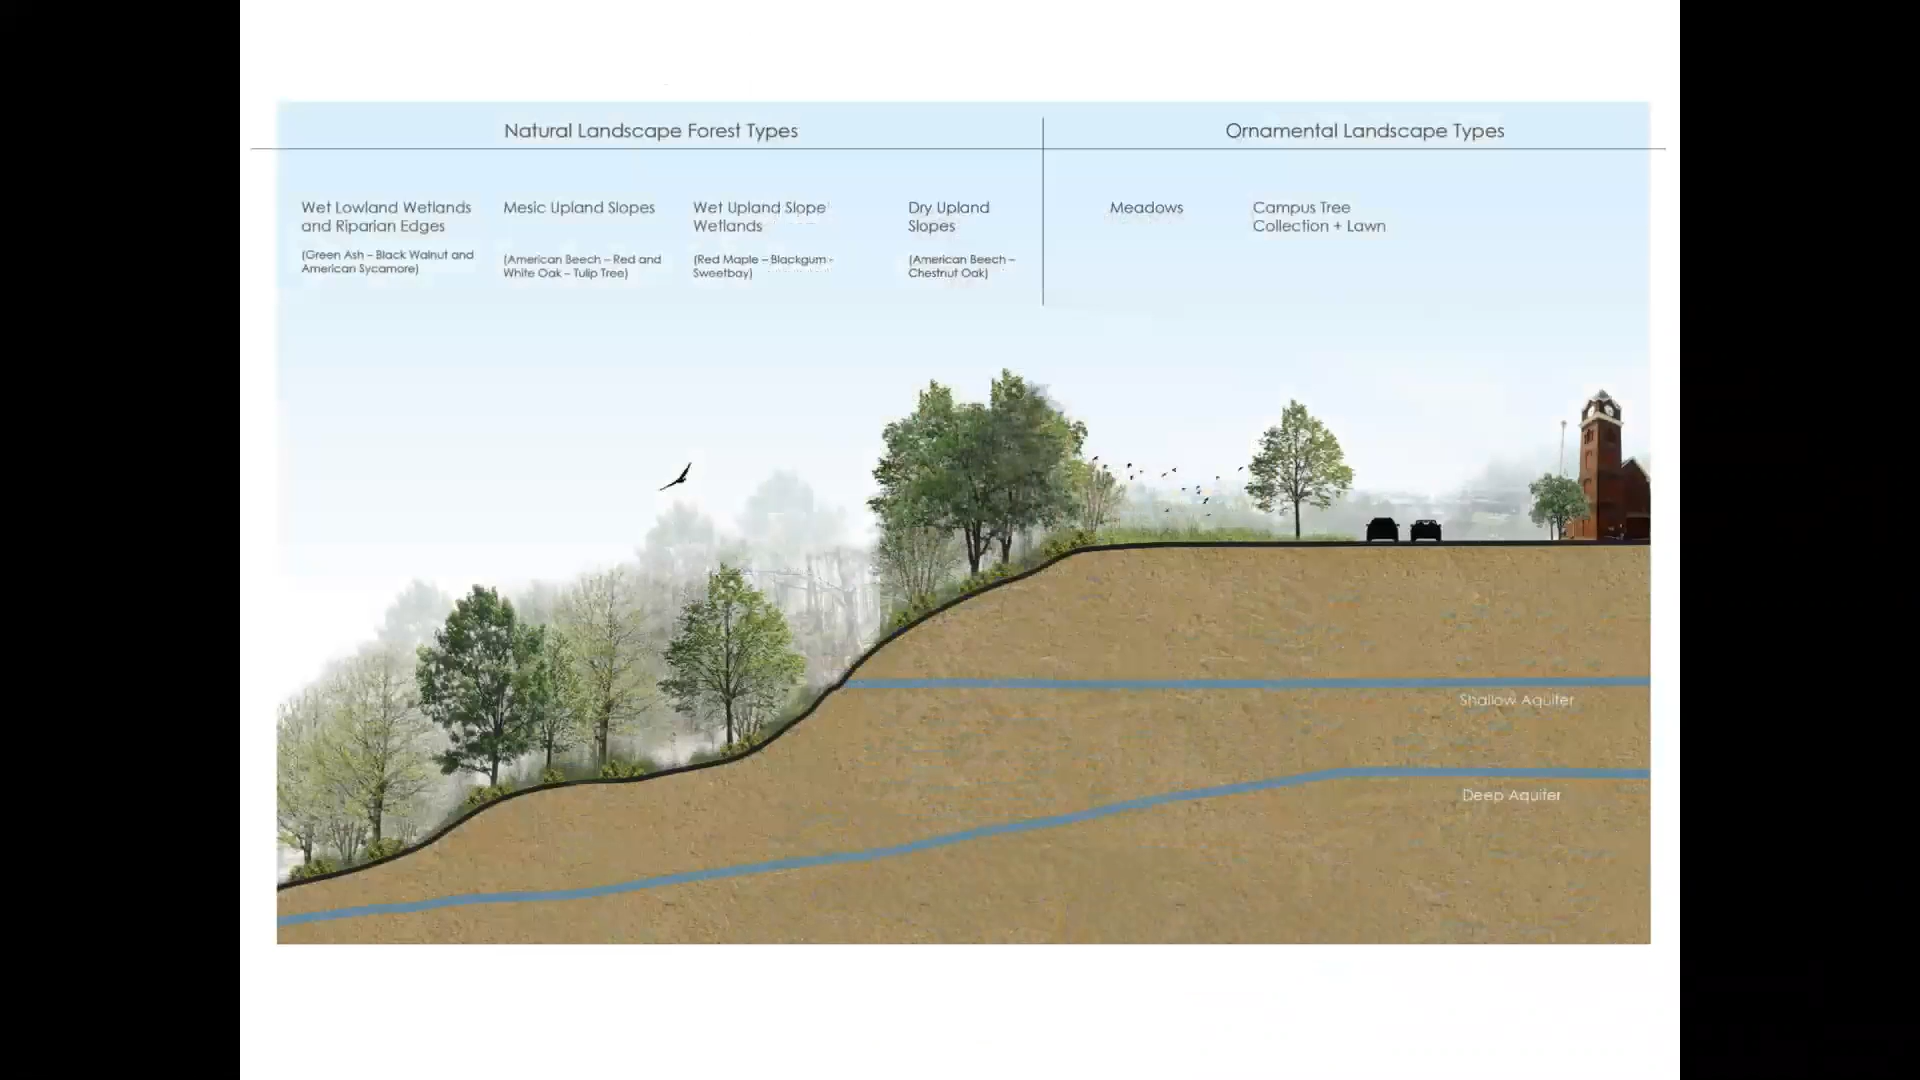 Natural Landscape Forest Types
Ornamental Landscape Types
Wet Lowland Wetlands
and Riparian Edges
(Green Ash – Black Walnut and
American Sycamore)
Mesic Upland Slopes
(American Beech – Red and
White Oak – Tulip Tree)
Wet Upland Slope
Wetlands
(Red Maple – Blackgum -
Sweetbay)
Dry Upland
Slopes
(American Beech –
Chestnut Oak)
Meadows
Campus Tree
Collection + Lawn
Shallow Aquifer
Deep Aquifer